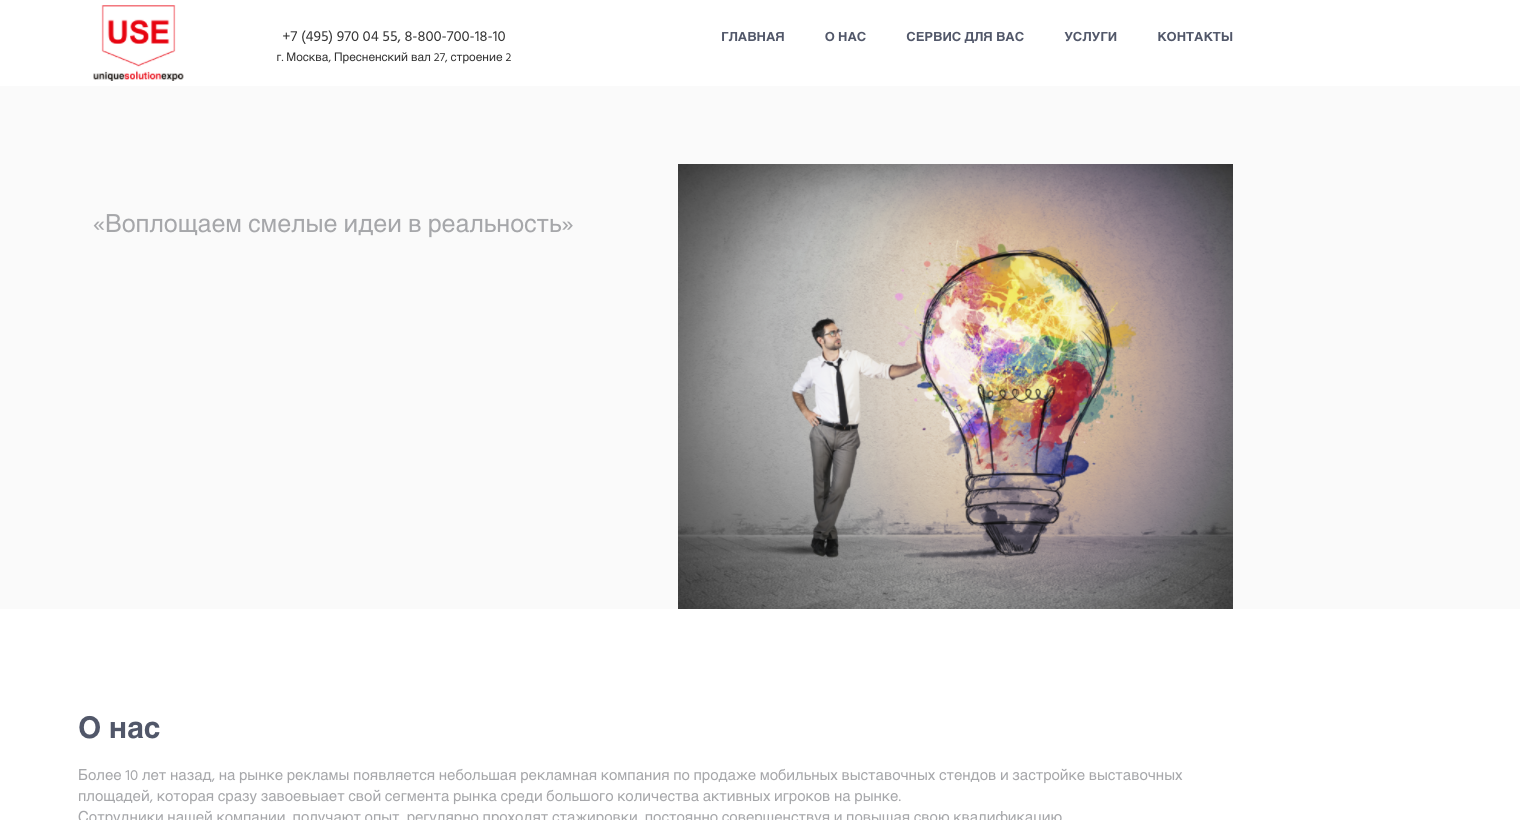 USE
uniquesolutionexpo
+7 (495) 970 04 55, 8-800-700-18-10
г. Москва, Пресненский вал 27, строение 2
ГЛАВНАЯ
О НАС
СЕРВИС ДЛЯ ВАС
УСЛУГИ
КОНТАКТЫ
«Воплощаем смелые идеи в реальность»
О нас
Более 10 лет назад, на рынке рекламы появляется небольшая рекламная компания по продаже мобильных выставочных стендов и застройке выставочных
площадей, которая сразу завоевыает свой сегмента рынка среди большого количества активных игроков на рынке.
Сотрудники нашей компании, получают опыт, регулярно проходят стажировки, постоянно совершенствуя и повышая свою квалификацию